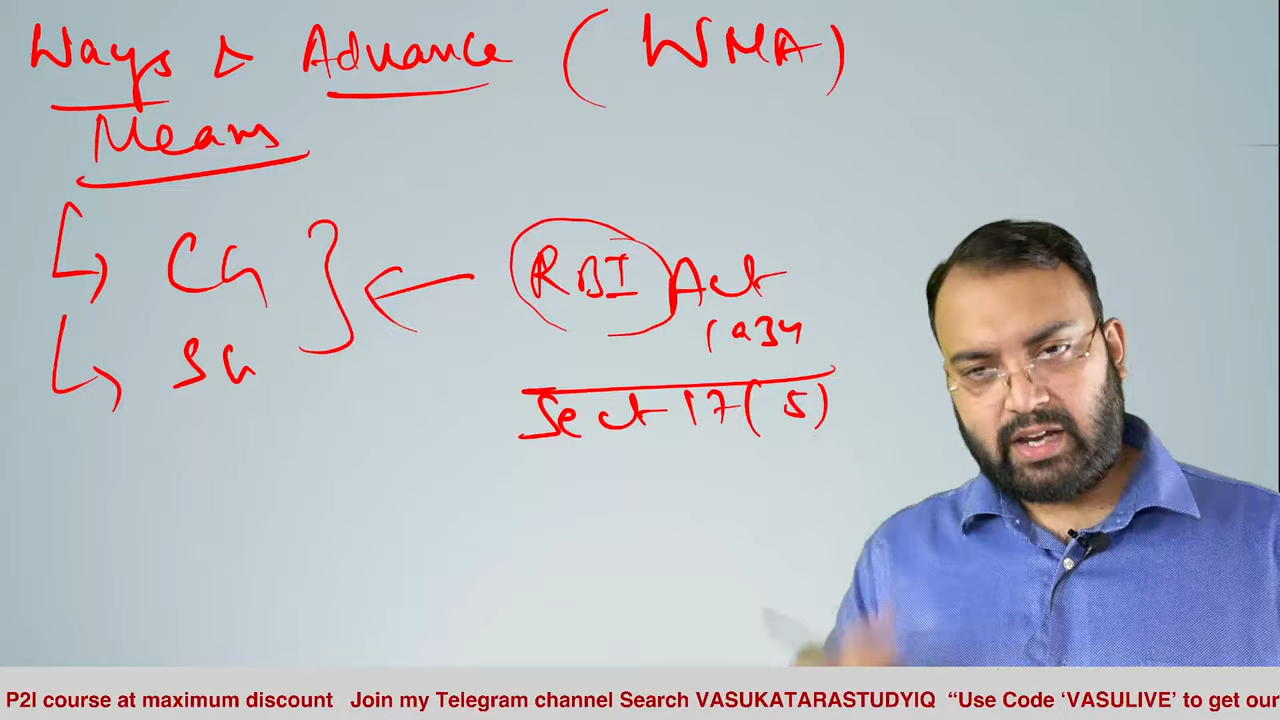 Ways & Advance (WMA)
Means
CG
SG
RBI Act
1934
Sect 17(5)
P2I course at maximum discount Join my Telegram channel Search VASUKATARASTUDYIQ “Use Code ‘VASULIVE’ to get our